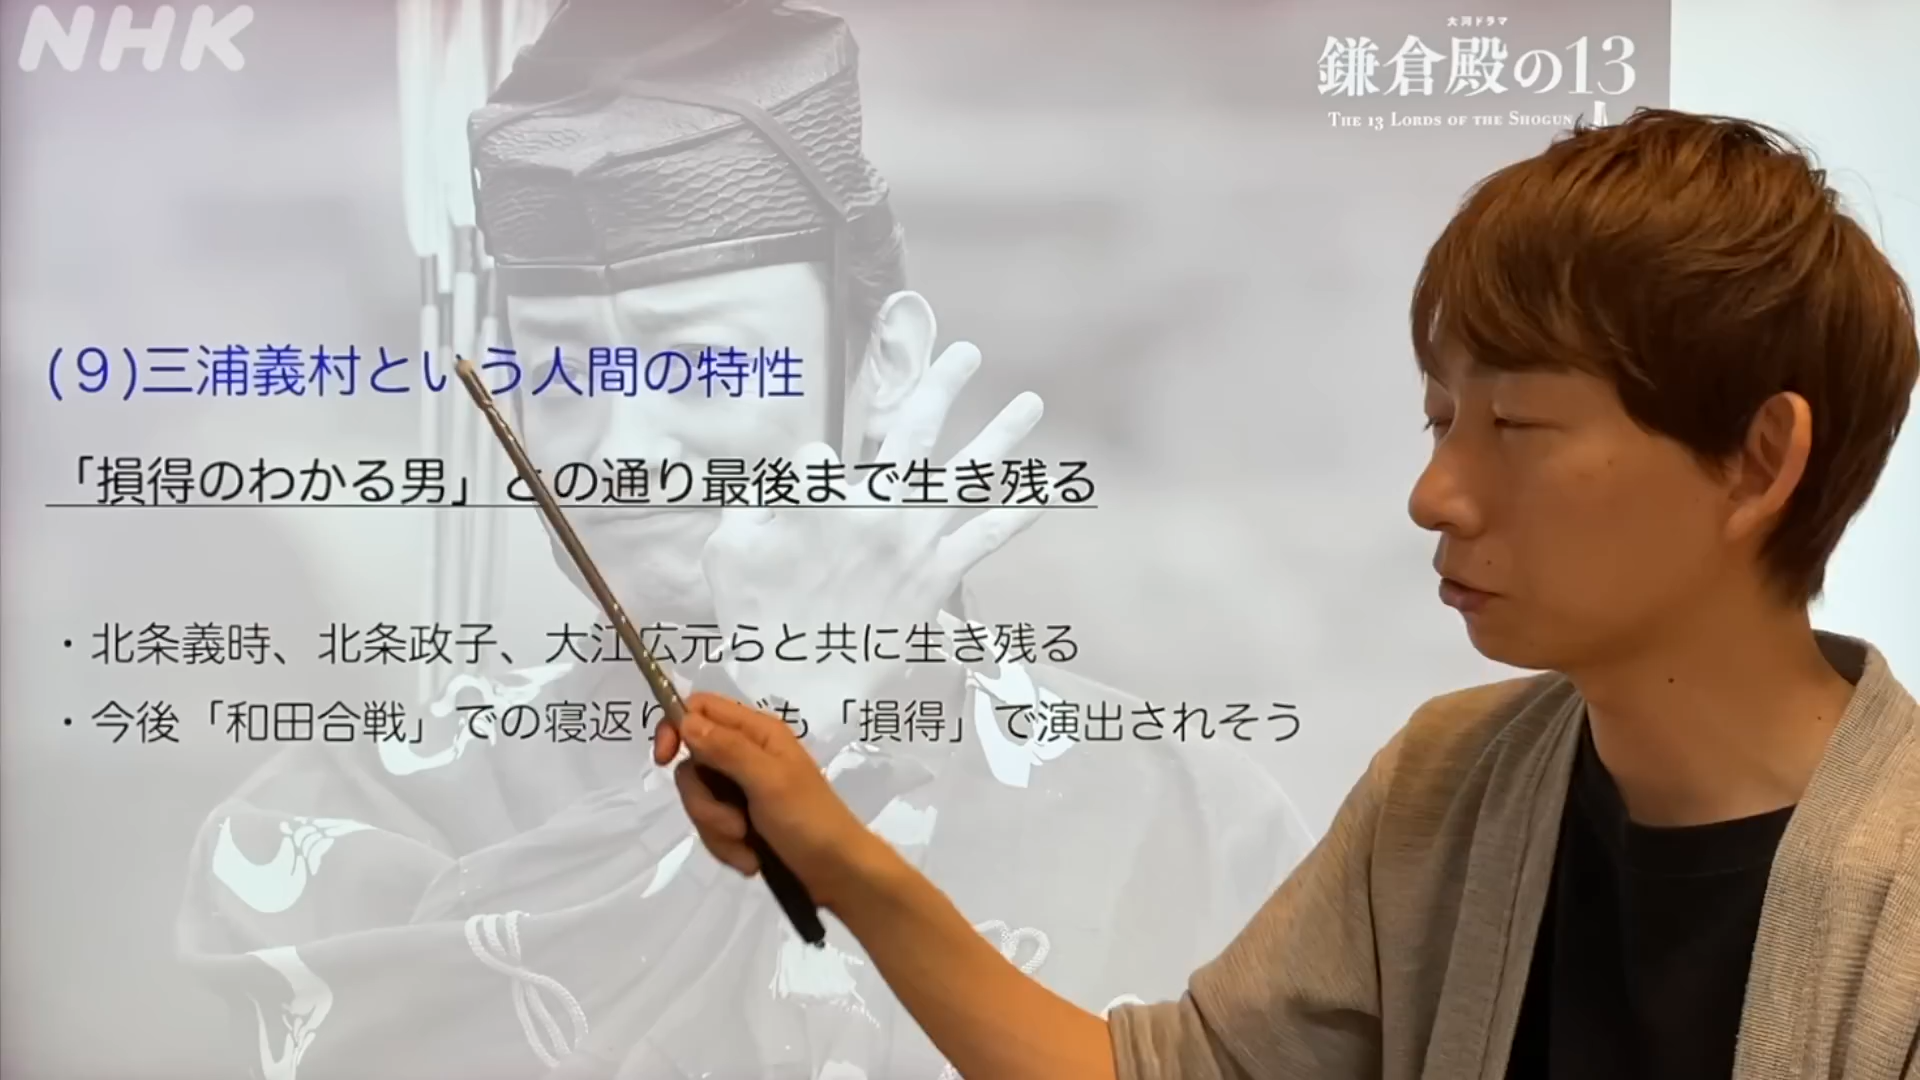 NHK
大河ドラマ
鎌倉殿の13
THE 13 LORDS OF THE SHOGUN
(９)三浦義村という人間の特性
「損得のわかる男」との通り最後まで生き残る
・北条義時、北条政子、大江広元らと共に生き残る
・今後「和田合戦」での寝返り ども「損得」で演出されそう